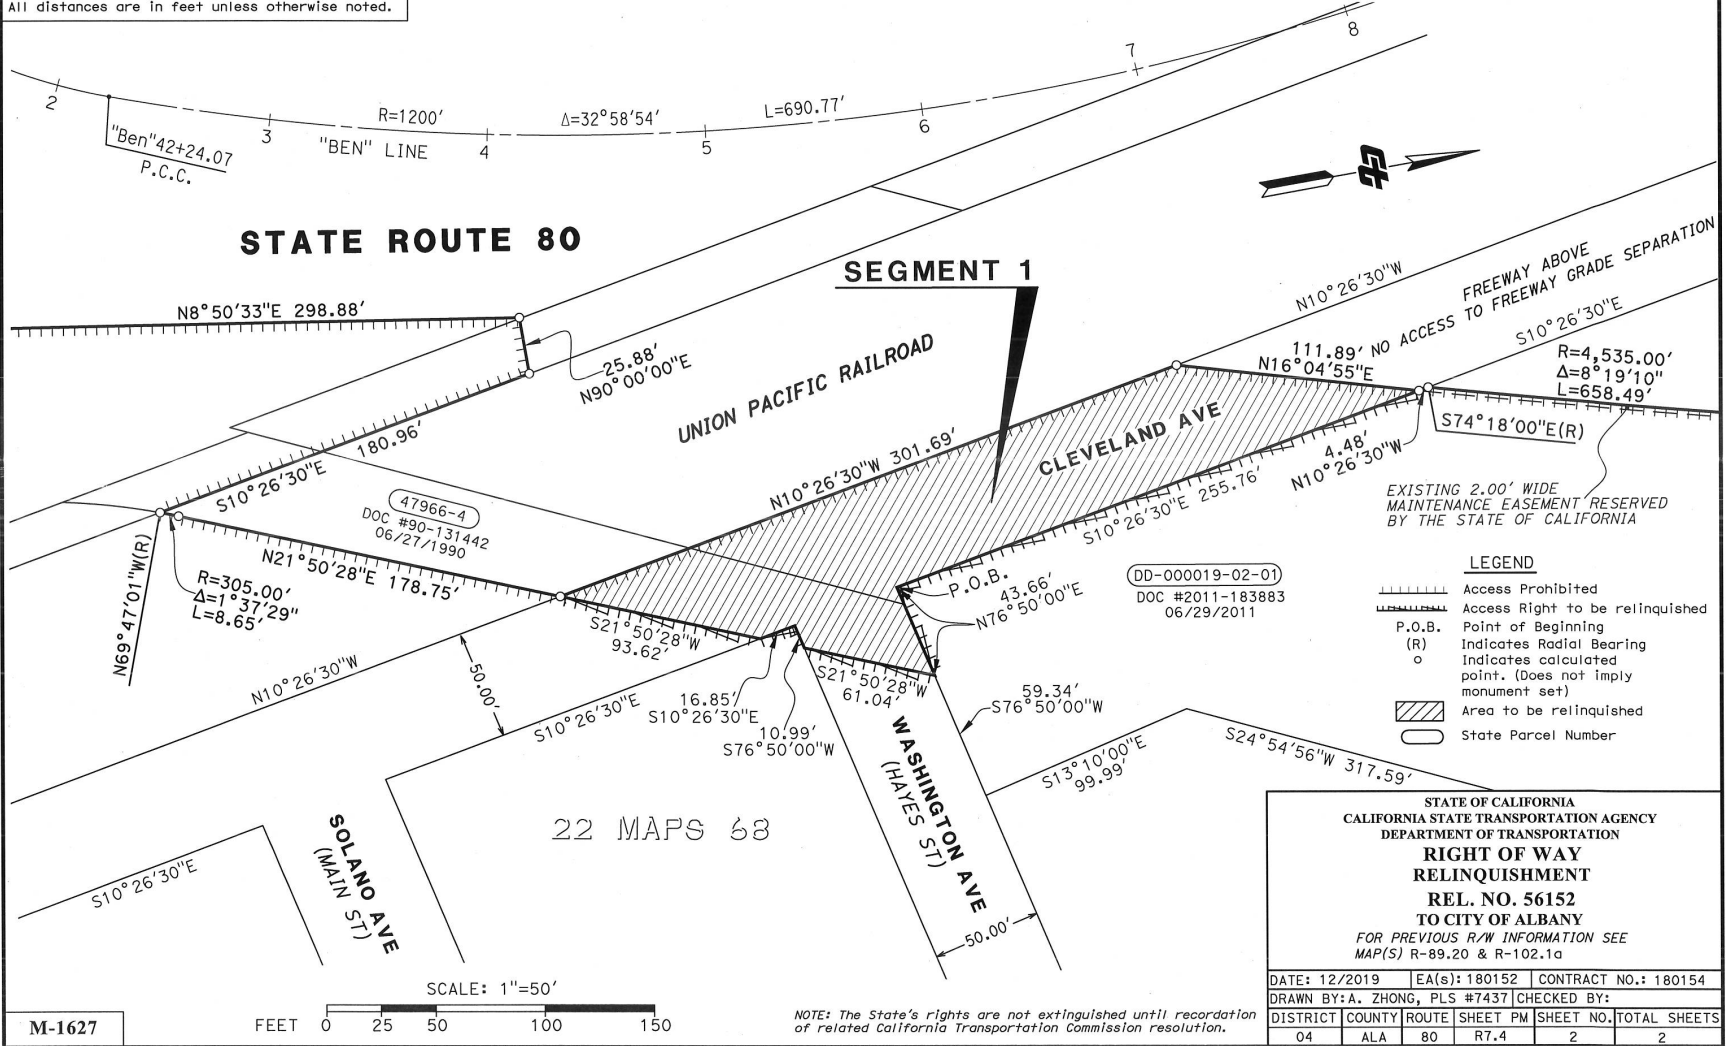 All distances are in feet unless otherwise noted.
2
3
4
5
6
7
8
"Ben"42+24.07
P.C.C.
R=1200'
Δ=32°58'54'
L=690.77'
"BEN" LINE
STATE ROUTE 80
SEGMENT 1
N8°50'33"E 298.88'
25.88'
N90°00'00"E
UNION PACIFIC RAILROAD
N10°26'30"W
FREEWAY ABOVE
NO ACCESS TO FREEWAY GRADE SEPARATION
S10°26'30"E
111.89'
N16°04'55"E
R=4,535.00'
Δ=8°19'10"
L=658.49'
S74°18'00"E(R)
180.96'
S10°26'30"E
N10°26'30"W 301.69'
CLEVELAND AVE
4.48'
N10°26'30"W
S10°26'30"E 255.76'
EXISTING 2.00' WIDE
MAINTENANCE EASEMENT RESERVED
BY THE STATE OF CALIFORNIA
47966-4
DOC #90-131442
06/27/1990
N21°50'28"E 178.75'
N69°47'01"W(R)
R=305.00'
Δ=1°37'29"
L=8.65'
P.O.B.
43.66'
N76°50'00"E
DD-000019-02-01
DOC #2011-183883
06/29/2011
S21°50'28"W
93.62'
N10°26'30"W
50.00'
S10°26'30"E
16.85'
S10°26'30"E
10.99'
S76°50'00"W
S21°50'28"W
61.04'
59.34'
S76°50'00"W
WASHINGTON AVE
(HAYES ST)
S13°10'00"E
99.99'
S24°54'56"W 317.59'
LEGEND
Access Prohibited
Access Right to be relinquished
P.O.B. Point of Beginning
(R) Indicates Radial Bearing
Indicates calculated
point. (Does not imply
monument set)
Area to be relinquished
State Parcel Number
22 MAPS 68
SOLANO AVE
(MAIN ST)
S10°26'30"E
50.00'
SCALE: 1"=50'
FEET 0 25 50 100 150
M-1627
NOTE: The State's rights are not extinguished until recordation
of related California Transportation Commission resolution.
STATE OF CALIFORNIA
CALIFORNIA STATE TRANSPORTATION AGENCY
DEPARTMENT OF TRANSPORTATION
RIGHT OF WAY
RELINQUISHMENT
REL. NO. 56152
TO CITY OF ALBANY
FOR PREVIOUS R/W INFORMATION SEE
MAP(S) R-89.20 & R-102.1a
DATE: 12/2019 EA(s): 180152 CONTRACT NO.: 180154
DRAWN BY: A. ZHONG, PLS #7437 CHECKED BY:
DISTRICT COUNTY ROUTE SHEET PM SHEET NO. TOTAL SHEETS
04 ALA 80 R7.4 2 2